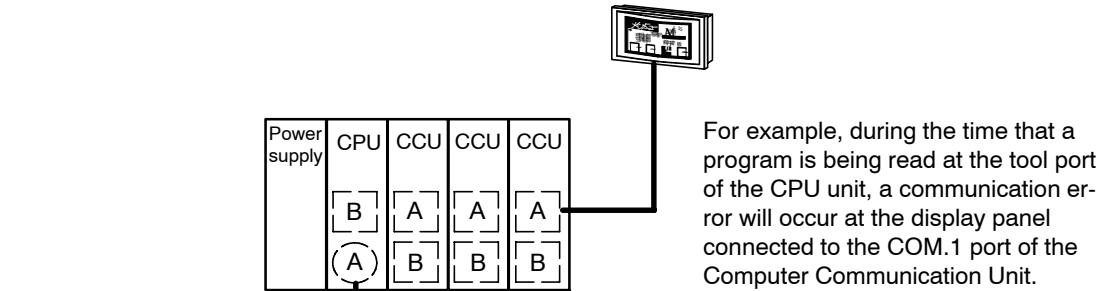 Power
supply
CPU
CCU
CCU
CCU
B
A
A
A
A
B
B
B
For example, during the time that a
program is being read at the tool port
of the CPU unit, a communication er-
ror will occur at the display panel
connected to the COM.1 port of the
Computer Communication Unit.